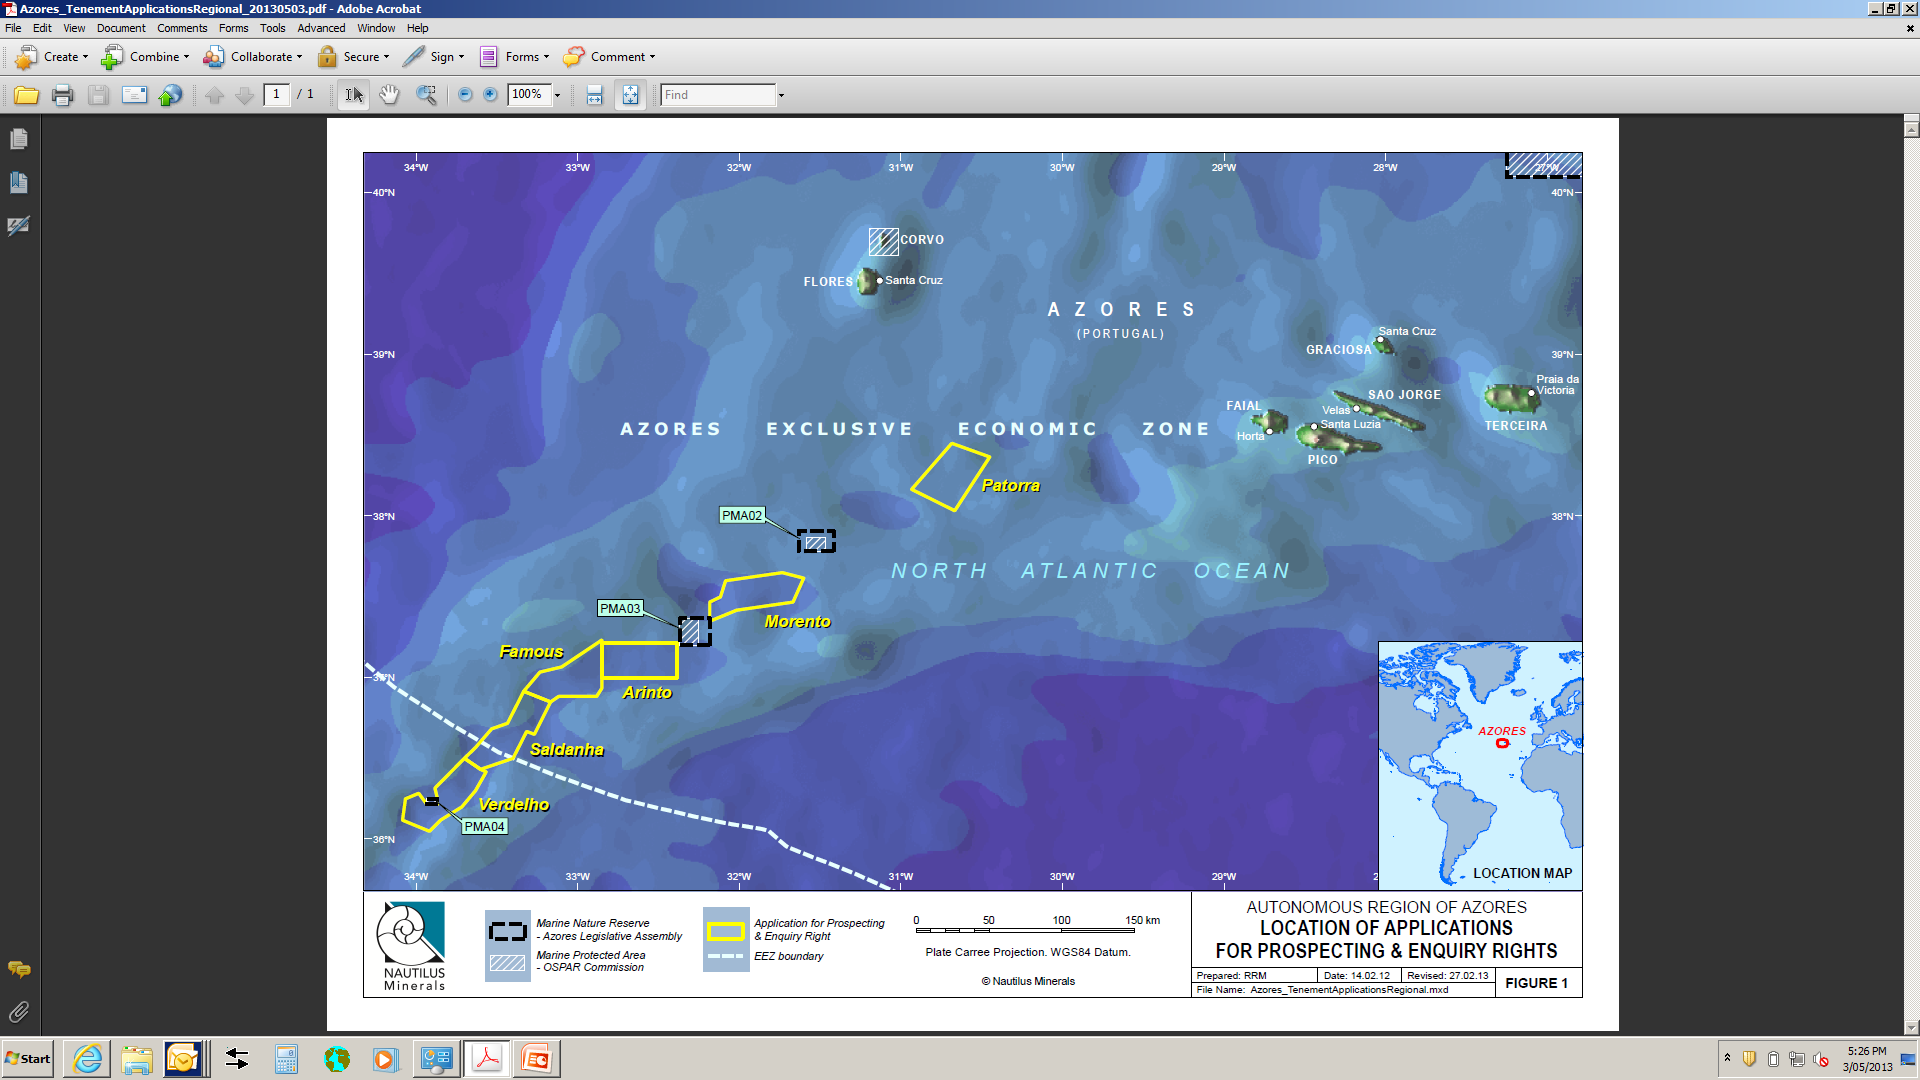 Azores_TenementApplicationsRegional_20130503.pdf - Adobe Acrobat
File Edit View Document Comments Forms Tools Advanced Window Help
Create Combine Collaborate Secure Sign Forms Comment
1 / 1 100% Find
34°W 33°W 32°W 31°W 30°W 29°W 28°W 27°W
40°N 40°N
CORVO
FLORES Santa Cruz
AZORES
(PORTUGAL)
Santa Cruz
GRACIOSA
39°N 39°N
Praia da
Victoria
SAO JORGE
FAIAL Velas
Santa Luzia
TERCEIRA
Horta
PICO
AZORES EXCLUSIVE ECONOMIC ZONE
Patorra
PMA02
38°N 38°N
NORTH ATLANTIC OCEAN
PMA03
Morento
Famous
37°N
Arinto
Saldanha
Verdelho
PMA04
36°N
34°W 33°W 32°W 31°W 30°W 29°W 2
AZORES
LOCATION MAP
NAUTILUS
Minerals
Marine Nature Reserve
- Azores Legislative Assembly
Marine Protected Area
- OSPAR Commission
Application for Prospecting
& Enquiry Right
EEZ boundary
0 50 100 150 km
Plate Carree Projection. WGS84 Datum.
© Nautilus Minerals
AUTONOMOUS REGION OF AZORES
LOCATION OF APPLICATIONS
FOR PROSPECTING & ENQUIRY RIGHTS
Prepared: RRM Date: 14.02.12 Revised: 27.02.13
File Name: Azores_TenementApplicationsRegional.mxd
FIGURE 1
Start
5:26 PM
3/05/2013